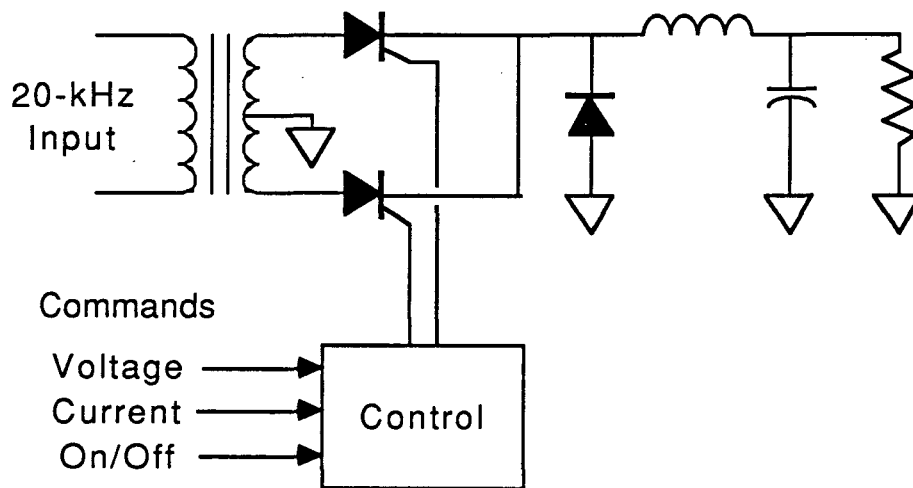 20-kHz
Input
Commands
Voltage
Current
On/Off
Control